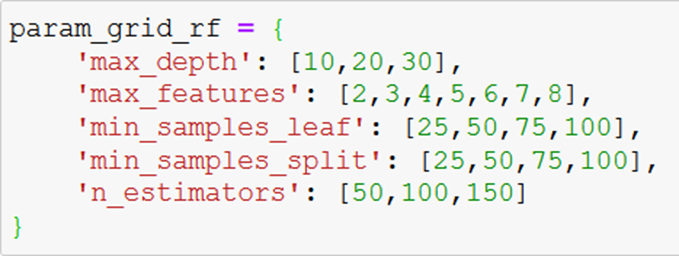 param_grid_rf = {
    'max_depth': [10,20,30],
    'max_features': [2,3,4,5,6,7,8],
    'min_samples_leaf': [25,50,75,100],
    'min_samples_split': [25,50,75,100],
    'n_estimators': [50,100,150]
}